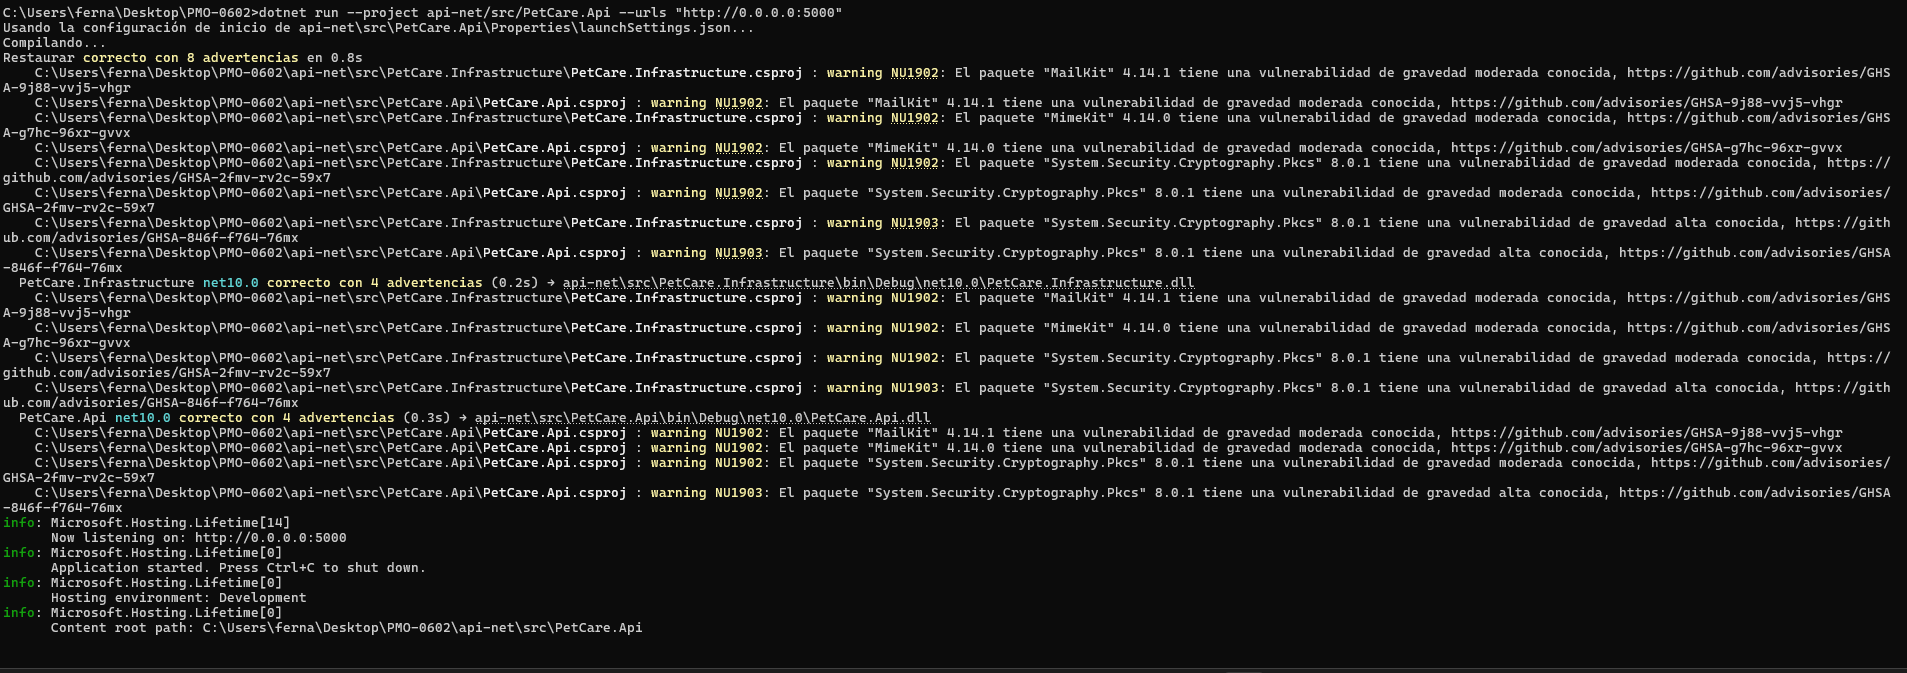 C:\Users\ferna\Desktop\PMO-0602>dotnet run --project api-net/src/PetCare.Api --urls "http://0.0.0.0:5000"
Usando la configuración de inicio de api-net\src\PetCare.Api\Properties\launchSettings.json...
Compilando...
Restaurar correcto con 8 advertencias en 0.8s
    C:\Users\ferna\Desktop\PMO-0602\api-net\src\PetCare.Infrastructure\PetCare.Infrastructure.csproj : warning NU1902: El paquete "MailKit" 4.14.1 tiene una vulnerabilidad de gravedad moderada conocida, https://github.com/advisories/GHS
A-9j88-vvj5-vhgr
    C:\Users\ferna\Desktop\PMO-0602\api-net\src\PetCare.Api\PetCare.Api.csproj : warning NU1902: El paquete "MailKit" 4.14.1 tiene una vulnerabilidad de gravedad moderada conocida, https://github.com/advisories/GHSA-9j88-vvj5-vhgr
    C:\Users\ferna\Desktop\PMO-0602\api-net\src\PetCare.Infrastructure\PetCare.Infrastructure.csproj : warning NU1902: El paquete "MimeKit" 4.14.0 tiene una vulnerabilidad de gravedad moderada conocida, https://github.com/advisories/GHS
A-g7hc-96xr-gvvx
    C:\Users\ferna\Desktop\PMO-0602\api-net\src\PetCare.Api\PetCare.Api.csproj : warning NU1902: El paquete "MimeKit" 4.14.0 tiene una vulnerabilidad de gravedad moderada conocida, https://github.com/advisories/GHSA-g7hc-96xr-gvvx
    C:\Users\ferna\Desktop\PMO-0602\api-net\src\PetCare.Infrastructure\PetCare.Infrastructure.csproj : warning NU1902: El paquete "System.Security.Cryptography.Pkcs" 8.0.1 tiene una vulnerabilidad de gravedad moderada conocida, https://
github.com/advisories/GHSA-2fmv-rv2c-59x7
    C:\Users\ferna\Desktop\PMO-0602\api-net\src\PetCare.Api\PetCare.Api.csproj : warning NU1902: El paquete "System.Security.Cryptography.Pkcs" 8.0.1 tiene una vulnerabilidad de gravedad moderada conocida, https://github.com/advisories/
GHSA-2fmv-rv2c-59x7
    C:\Users\ferna\Desktop\PMO-0602\api-net\src\PetCare.Infrastructure\PetCare.Infrastructure.csproj : warning NU1903: El paquete "System.Security.Cryptography.Pkcs" 8.0.1 tiene una vulnerabilidad de gravedad alta conocida, https://gith
ub.com/advisories/GHSA-846f-f764-76mx
    C:\Users\ferna\Desktop\PMO-0602\api-net\src\PetCare.Api\PetCare.Api.csproj : warning NU1903: El paquete "System.Security.Cryptography.Pkcs" 8.0.1 tiene una vulnerabilidad de gravedad alta conocida, https://github.com/advisories/GHSA
-846f-f764-76mx
  PetCare.Infrastructure net10.0 correcto con 4 advertencias (0.2s) → api-net\src\PetCare.Infrastructure\bin\Debug\net10.0\PetCare.Infrastructure.dll
    C:\Users\ferna\Desktop\PMO-0602\api-net\src\PetCare.Infrastructure\PetCare.Infrastructure.csproj : warning NU1902: El paquete "MailKit" 4.14.1 tiene una vulnerabilidad de gravedad moderada conocida, https://github.com/advisories/GHS
A-9j88-vvj5-vhgr
    C:\Users\ferna\Desktop\PMO-0602\api-net\src\PetCare.Infrastructure\PetCare.Infrastructure.csproj : warning NU1902: El paquete "MimeKit" 4.14.0 tiene una vulnerabilidad de gravedad moderada conocida, https://github.com/advisories/GHS
A-g7hc-96xr-gvvx
    C:\Users\ferna\Desktop\PMO-0602\api-net\src\PetCare.Infrastructure\PetCare.Infrastructure.csproj : warning NU1902: El paquete "System.Security.Cryptography.Pkcs" 8.0.1 tiene una vulnerabilidad de gravedad moderada conocida, https://
github.com/advisories/GHSA-2fmv-rv2c-59x7
    C:\Users\ferna\Desktop\PMO-0602\api-net\src\PetCare.Infrastructure\PetCare.Infrastructure.csproj : warning NU1903: El paquete "System.Security.Cryptography.Pkcs" 8.0.1 tiene una vulnerabilidad de gravedad alta conocida, https://gith
ub.com/advisories/GHSA-846f-f764-76mx
  PetCare.Api net10.0 correcto con 4 advertencias (0.3s) → api-net\src\PetCare.Api\bin\Debug\net10.0\PetCare.Api.dll
    C:\Users\ferna\Desktop\PMO-0602\api-net\src\PetCare.Api\PetCare.Api.csproj : warning NU1902: El paquete "MailKit" 4.14.1 tiene una vulnerabilidad de gravedad moderada conocida, https://github.com/advisories/GHSA-9j88-vvj5-vhgr
    C:\Users\ferna\Desktop\PMO-0602\api-net\src\PetCare.Api\PetCare.Api.csproj : warning NU1902: El paquete "MimeKit" 4.14.0 tiene una vulnerabilidad de gravedad moderada conocida, https://github.com/advisories/GHSA-g7hc-96xr-gvvx
    C:\Users\ferna\Desktop\PMO-0602\api-net\src\PetCare.Api\PetCare.Api.csproj : warning NU1902: El paquete "System.Security.Cryptography.Pkcs" 8.0.1 tiene una vulnerabilidad de gravedad moderada conocida, https://github.com/advisories/
GHSA-2fmv-rv2c-59x7
    C:\Users\ferna\Desktop\PMO-0602\api-net\src\PetCare.Api\PetCare.Api.csproj : warning NU1903: El paquete "System.Security.Cryptography.Pkcs" 8.0.1 tiene una vulnerabilidad de gravedad alta conocida, https://github.com/advisories/GHSA
-846f-f764-76mx
info: Microsoft.Hosting.Lifetime[14]
      Now listening on: http://0.0.0.0:5000
info: Microsoft.Hosting.Lifetime[0]
      Application started. Press Ctrl+C to shut down.
info: Microsoft.Hosting.Lifetime[0]
      Hosting environment: Development
info: Microsoft.Hosting.Lifetime[0]
      Content root path: C:\Users\ferna\Desktop\PMO-0602\api-net\src\PetCare.Api